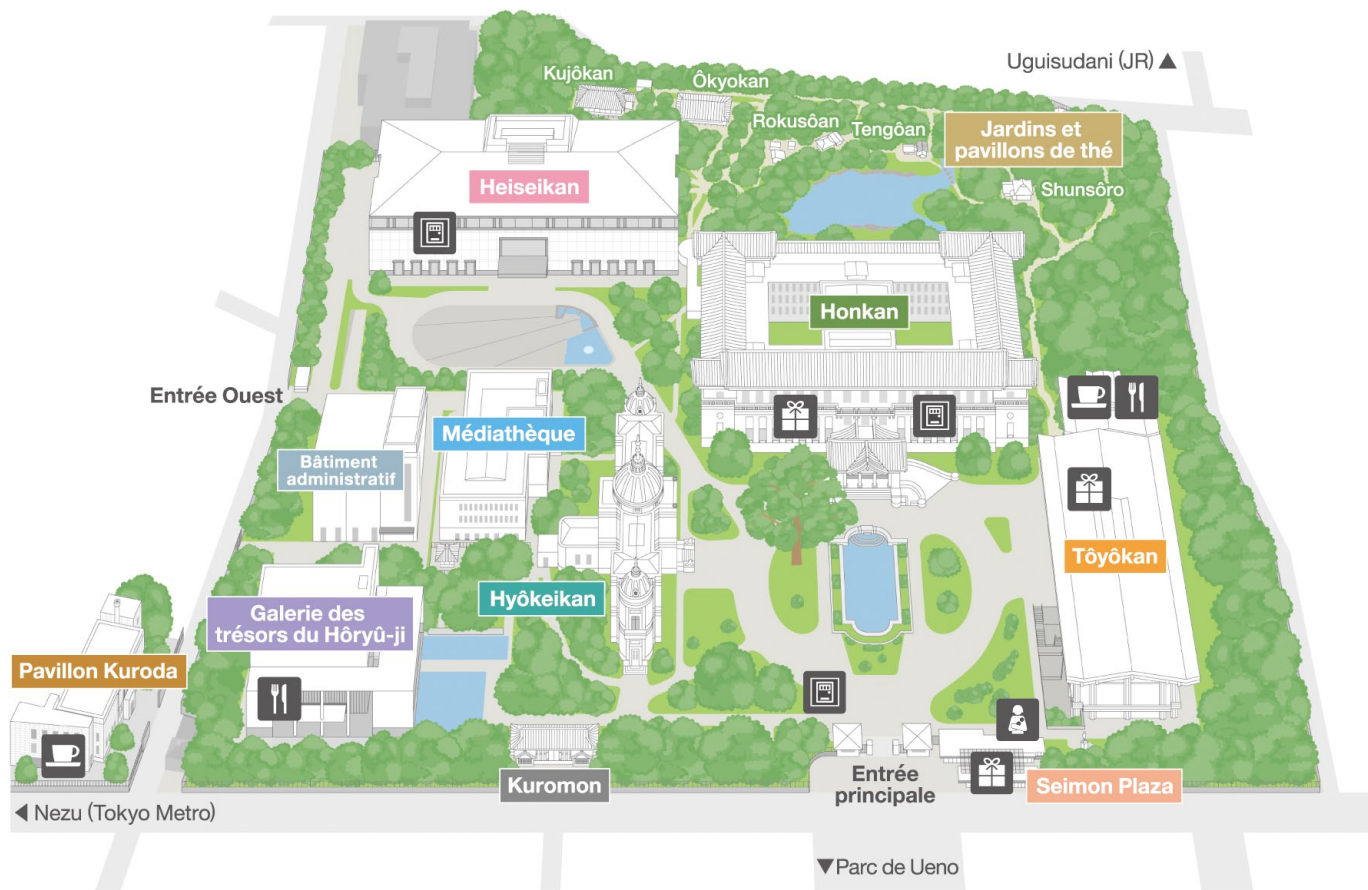 Uguisudani (JR) ▲
Kujôkan
Ôkyokan
Rokusôan
Tengôan
Jardins et
pavillons de thé
Heiseikan
Shunsôro
Honkan
Entrée Ouest
Médiathèque
Bâtiment
administratif
Tôyôkan
Hyôkeikan
Galerie des
trésors du Hôryû-ji
Pavillon Kuroda
Kuromon
Entrée
principale
Seimon Plaza
◀ Nezu (Tokyo Metro)
▼Parc de Ueno